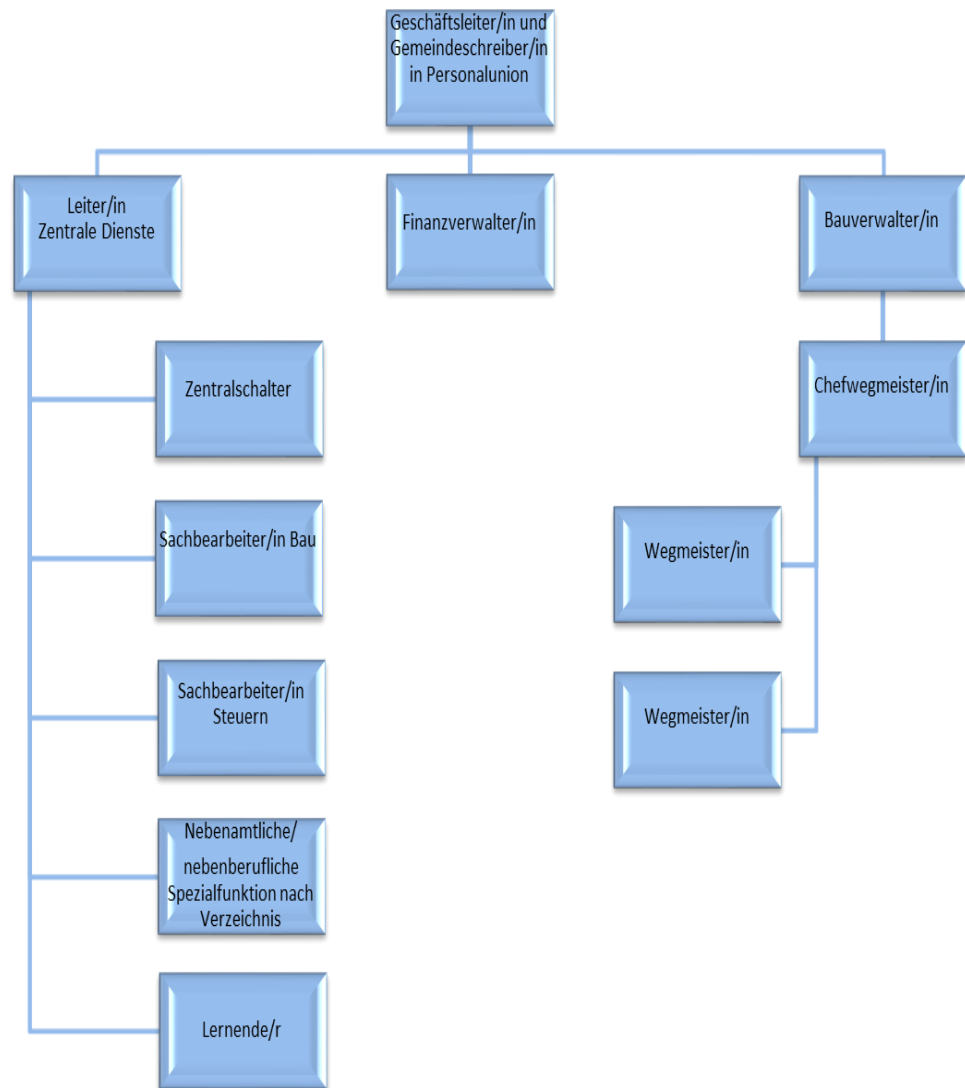 Geschäftsleiter/in und
Gemeindeschreiber/in
in Personalunion
Leiter/in
Zentrale Dienste
Finanzverwalter/in
Bauverwalter/in
Zentralschalter
Chefwegmeister/in
Sachbearbeiter/in Bau
Wegmeister/in
Sachbearbeiter/in
Steuern
Wegmeister/in
Nebenamtliche/
nebenberufliche
Spezialfunktion nach
Verzeichnis
Lernende/r